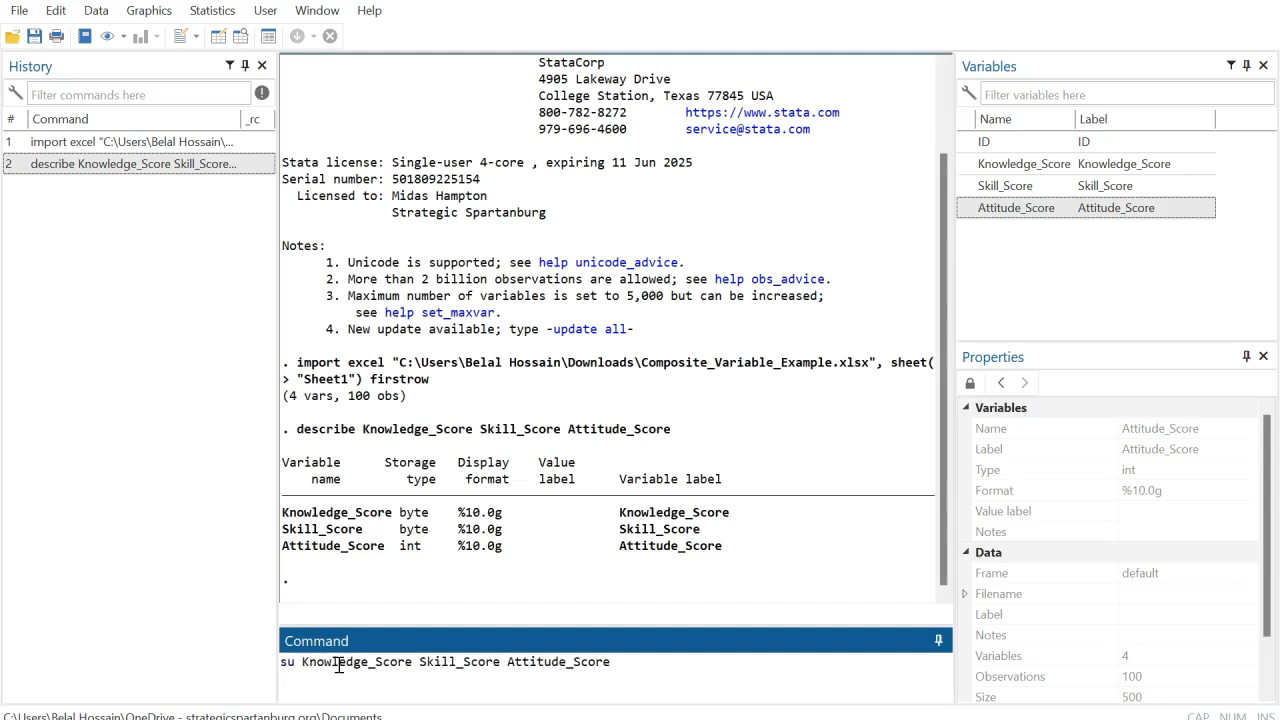 File Edit Data Graphics Statistics User Window Help
History
Filter commands here
# Command _rc
1 import excel "C:\Users\Belal Hossain\...
2 describe Knowledge_Score Skill_Score...
StataCorp
4905 Lakeway Drive
College Station, Texas 77845 USA
800-782-8272 https://www.stata.com
979-696-4600 service@stata.com
Stata license: Single-user 4-core , expiring 11 Jun 2025
Serial number: 501809225154
Licensed to: Midas Hampton
Strategic Spartanburg
Notes:
1. Unicode is supported; see help unicode_advice.
2. More than 2 billion observations are allowed; see help obs_advice.
3. Maximum number of variables is set to 5,000 but can be increased;
see help set_maxvar.
4. New update available; type -update all-
. import excel "C:\Users\Belal Hossain\Downloads\Composite_Variable_Example.xlsx", sheet(
> "Sheet1") firstrow
(4 vars, 100 obs)
. describe Knowledge_Score Skill_Score Attitude_Score
Variable Storage Display Value
name type format label Variable label
Knowledge_Score byte %10.0g Knowledge_Score
Skill_Score byte %10.0g Skill_Score
Attitude_Score int %10.0g Attitude_Score
.
Command
su Knowledge_Score Skill_Score Attitude_Score
Variables
Filter variables here
Name Label
ID ID
Knowledge_Score Knowledge_Score
Skill_Score Skill_Score
Attitude_Score Attitude_Score
Properties
Variables
Name Attitude_Score
Label Attitude_Score
Type int
Format %10.0g
Value label
Notes
Data
Frame default
Filename
Label
Notes
Variables 4
Observations 100
Size 500
C:\Users\Belal Hossain\OneDrive - strategicspartanburg.org\Documents
CAP NUM INS